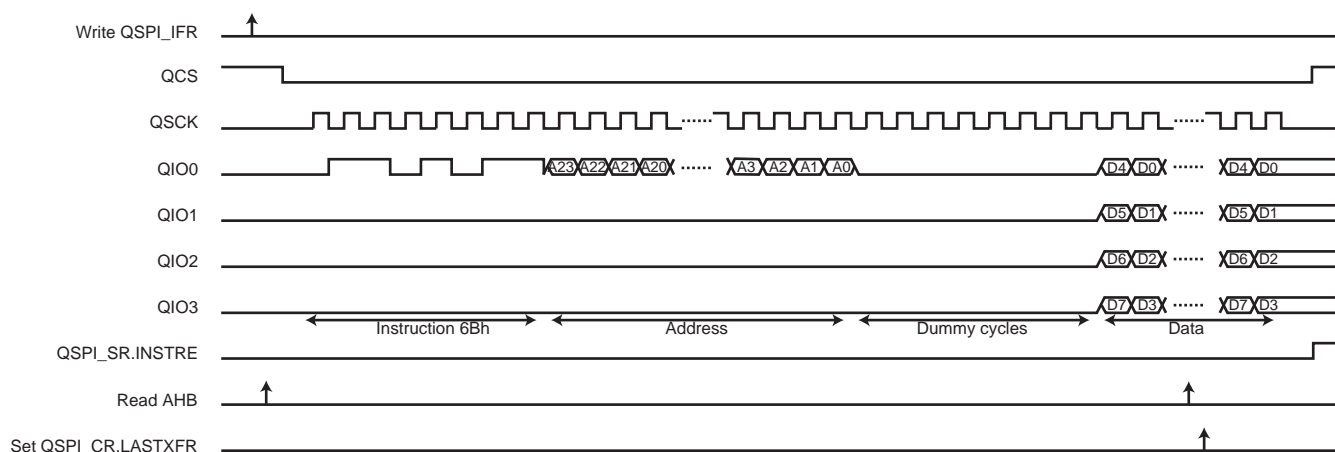 Write QSPI_IFR
QCS
QSCK
QIO0 A23 A22 A21 A20 A3 A2 A1 A0 D4 D0 D4 D0
QIO1 D5 D1 D5 D1
QIO2 D6 D2 D6 D2
QIO3 D7 D3 D7 D3
Instruction 6Bh Address Dummy cycles Data
QSPI_SR.INSTRE
Read AHB
Set QSPI_CR.LASTXFR